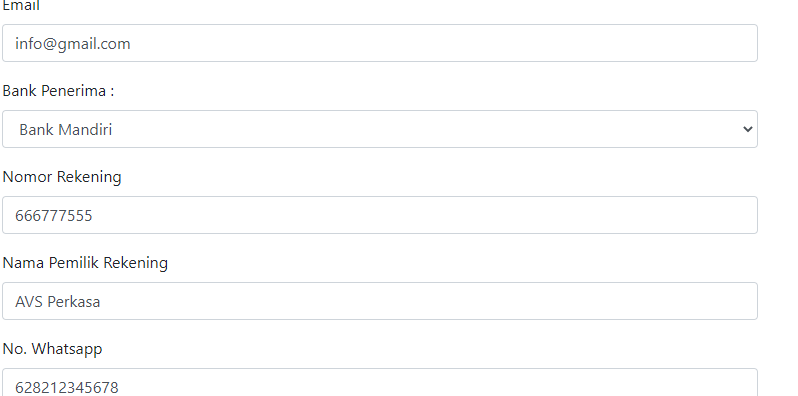 Email
info@gmail.com
Bank Penerima :
Bank Mandiri
Nomor Rekening
666777555
Nama Pemilik Rekening
AVS Perkasa
No. Whatsapp
628212345678